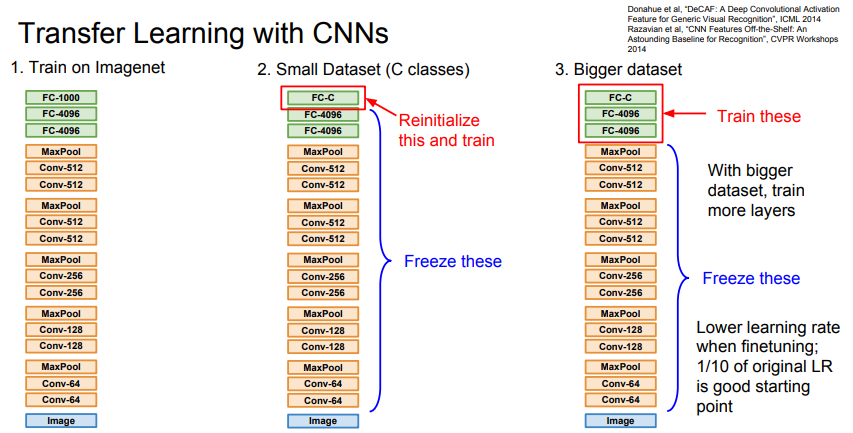 Transfer Learning with CNNs
Donahue et al, "DeCAF: A Deep Convolutional Activation
Feature for Generic Visual Recognition", ICML 2014
Razavian et al, "CNN Features Off-the-Shelf: An
Astounding Baseline for Recognition", CVPR Workshops
2014
1. Train on Imagenet
FC-1000
FC-4096
FC-4096
MaxPool
Conv-512
Conv-512
MaxPool
Conv-512
Conv-512
MaxPool
Conv-256
Conv-256
MaxPool
Conv-128
Conv-128
MaxPool
Conv-64
Conv-64
Image
2. Small Dataset (C classes)
FC-C
FC-4096
FC-4096
MaxPool
Conv-512
Conv-512
MaxPool
Conv-512
Conv-512
MaxPool
Conv-256
Conv-256
MaxPool
Conv-128
Conv-128
MaxPool
Conv-64
Conv-64
Image
Reinitialize
this and train
Freeze these
3. Bigger dataset
FC-C
FC-4096
FC-4096
MaxPool
Conv-512
Conv-512
MaxPool
Conv-512
Conv-512
MaxPool
Conv-256
Conv-256
MaxPool
Conv-128
Conv-128
MaxPool
Conv-64
Conv-64
Image
Train these
With bigger
dataset, train
more layers
Freeze these
Lower learning rate
when finetuning;
1/10 of original LR
is good starting
point